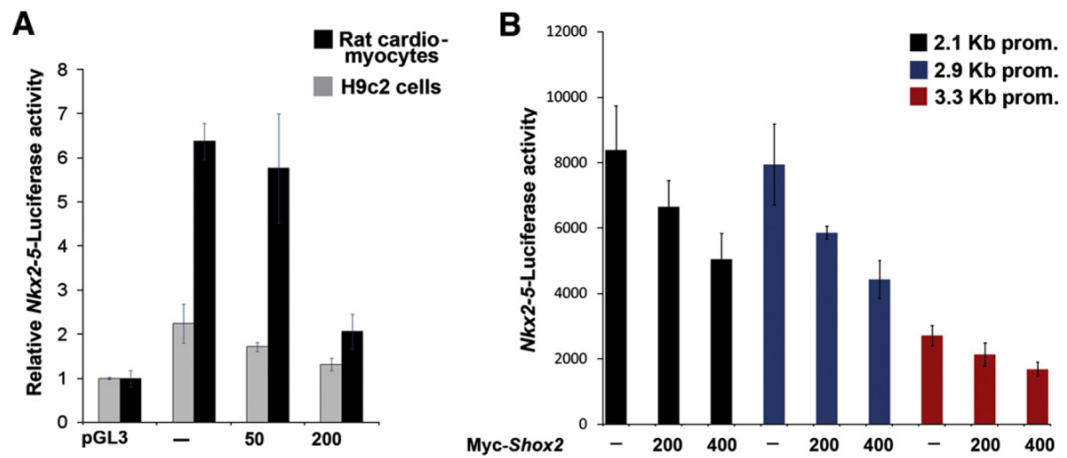 A
Rat cardio-
myocytes
H9c2 cells
Relative Nkx2-5-Luciferase activity
8
7
6
5
4
3
2
1
0
pGL3 – 50 200
B
2.1 Kb prom.
2.9 Kb prom.
3.3 Kb prom.
Nkx2-5-Luciferase activity
12000
10000
8000
6000
4000
2000
0
Myc-Shox2 – 200 400 – 200 400 – 200 400